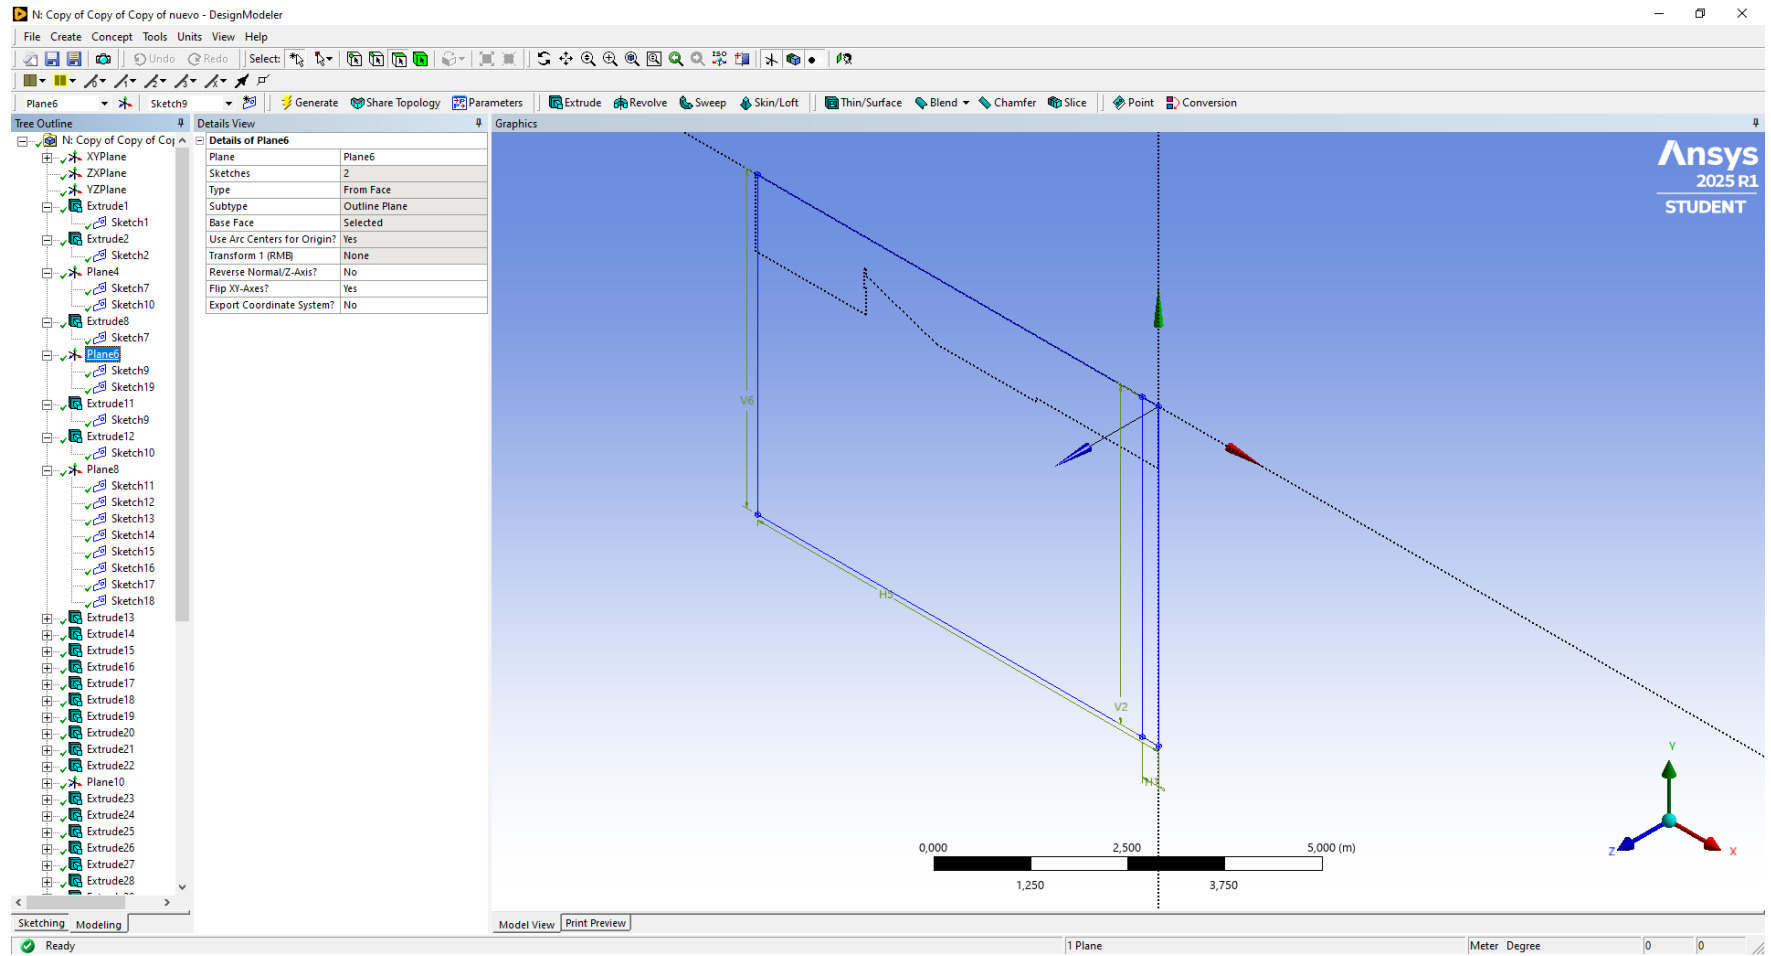 N: Copy of Copy of Copy of nuevo - DesignModeler
File Create Concept Tools Units View Help
Undo Redo Select: ISO
Plane6 Sketch9 Generate Share Topology Parameters Extrude Revolve Sweep Skin/Loft Thin/Surface Blend Chamfer Slice Point Conversion
Tree Outline
N: Copy of Copy of Cop
XYPlane
ZXPlane
YZPlane
Extrude1
Sketch1
Extrude2
Sketch2
Plane4
Sketch7
Sketch10
Extrude8
Sketch7
Plane6
Sketch9
Sketch19
Extrude11
Sketch9
Extrude12
Sketch10
Plane8
Sketch11
Sketch12
Sketch13
Sketch14
Sketch15
Sketch16
Sketch17
Sketch18
Extrude13
Extrude14
Extrude15
Extrude16
Extrude17
Extrude18
Extrude19
Extrude20
Extrude21
Extrude22
Plane10
Extrude23
Extrude24
Extrude25
Extrude26
Extrude27
Extrude28
Sketching Modeling
Details View
Details of Plane6
Plane Plane6
Sketches 2
Type From Face
Subtype Outline Plane
Base Face Selected
Use Arc Centers for Origin? Yes
Transform 1 (RMB) None
Reverse Normal/Z-Axis? No
Flip XY-Axes? Yes
Export Coordinate System? No
Graphics
Ansys
2025 R1
STUDENT
V6
H5
V2
Y
Z
X
0,000 2,500 5,000 (m)
1,250 3,750
Model View Print Preview
Ready 1 Plane Meter Degree 0 0